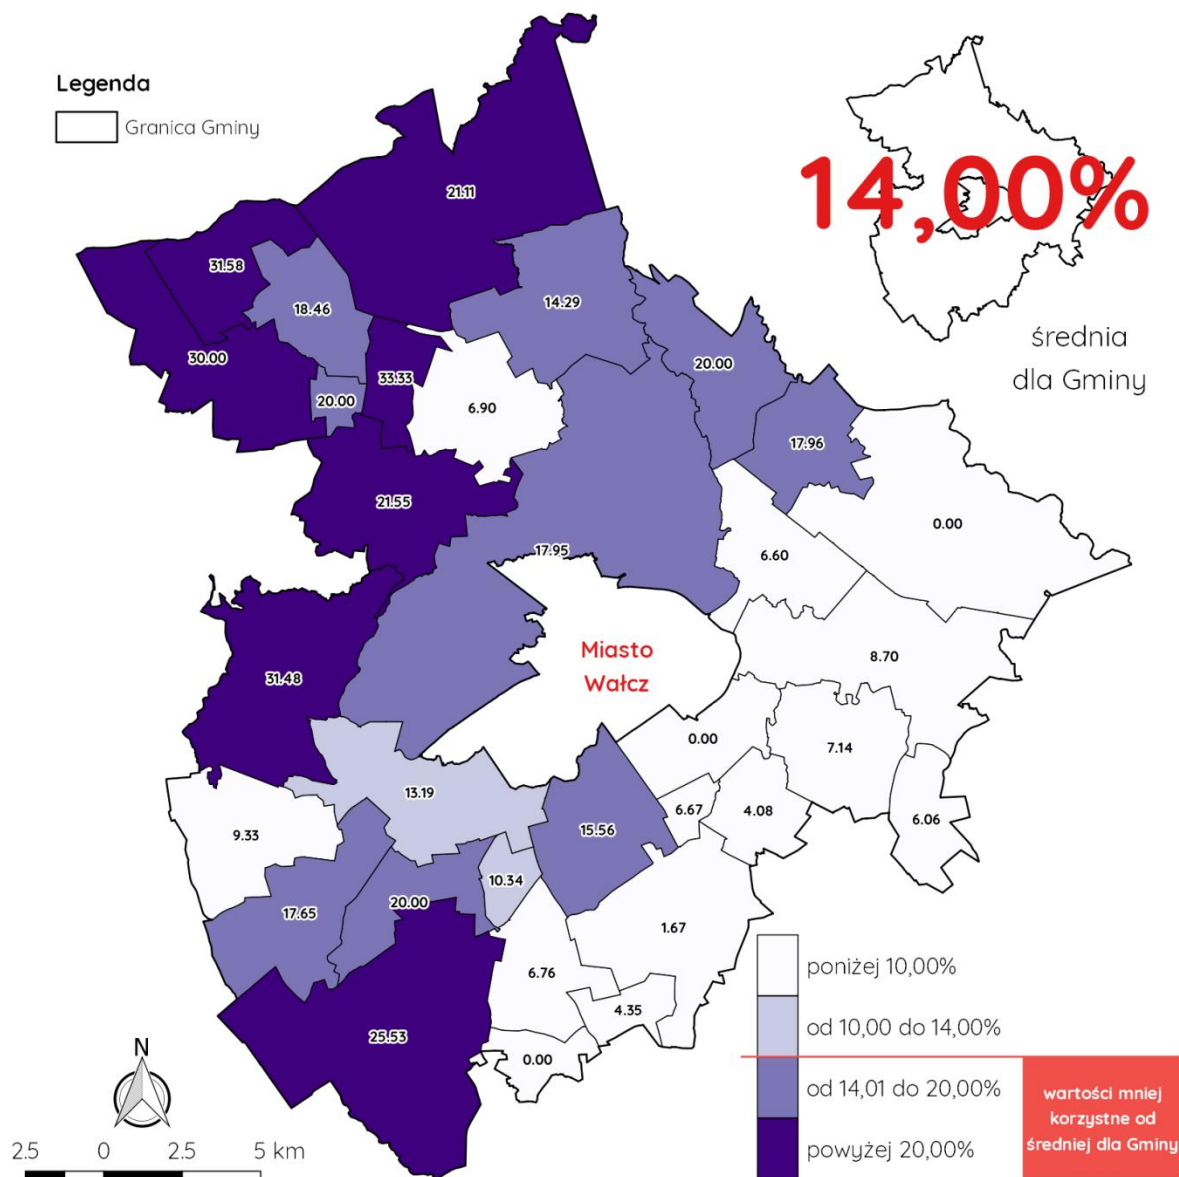 Legenda
Granica Gminy
14,00%
średnia
dla Gminy
21.11
31.58
18.46
14.29
30.00
20.00
33.33
20.00
6.90
17.96
21.55
0.00
17.95
6.60
Miasto
Wałcz
8.70
31.48
0.00
7.14
13.19
6.67
4.08
6.06
9.33
15.56
10.34
17.65
20.00
1.67
6.76
4.35
25.53
0.00
poniżej 10,00%
od 10,00 do 14,00%
od 14,01 do 20,00%
powyżej 20,00%
wartości mniej
korzystne od
średniej dla Gminy
N
2.5 0 2.5 5 km